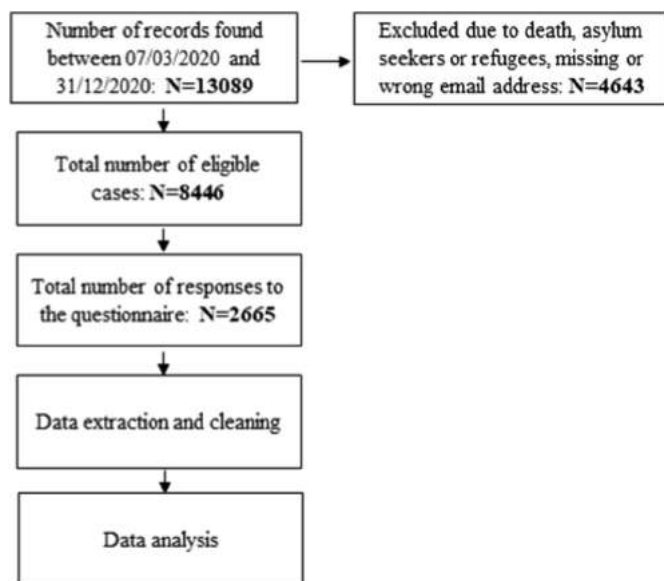 Number of records found
between 07/03/2020 and
31/12/2020: N=13089
Excluded due to death, asylum
seekers or refugees, missing or
wrong email address: N=4643
Total number of eligible
cases: N=8446
Total number of responses to
the questionnaire: N=2665
Data extraction and cleaning
Data analysis